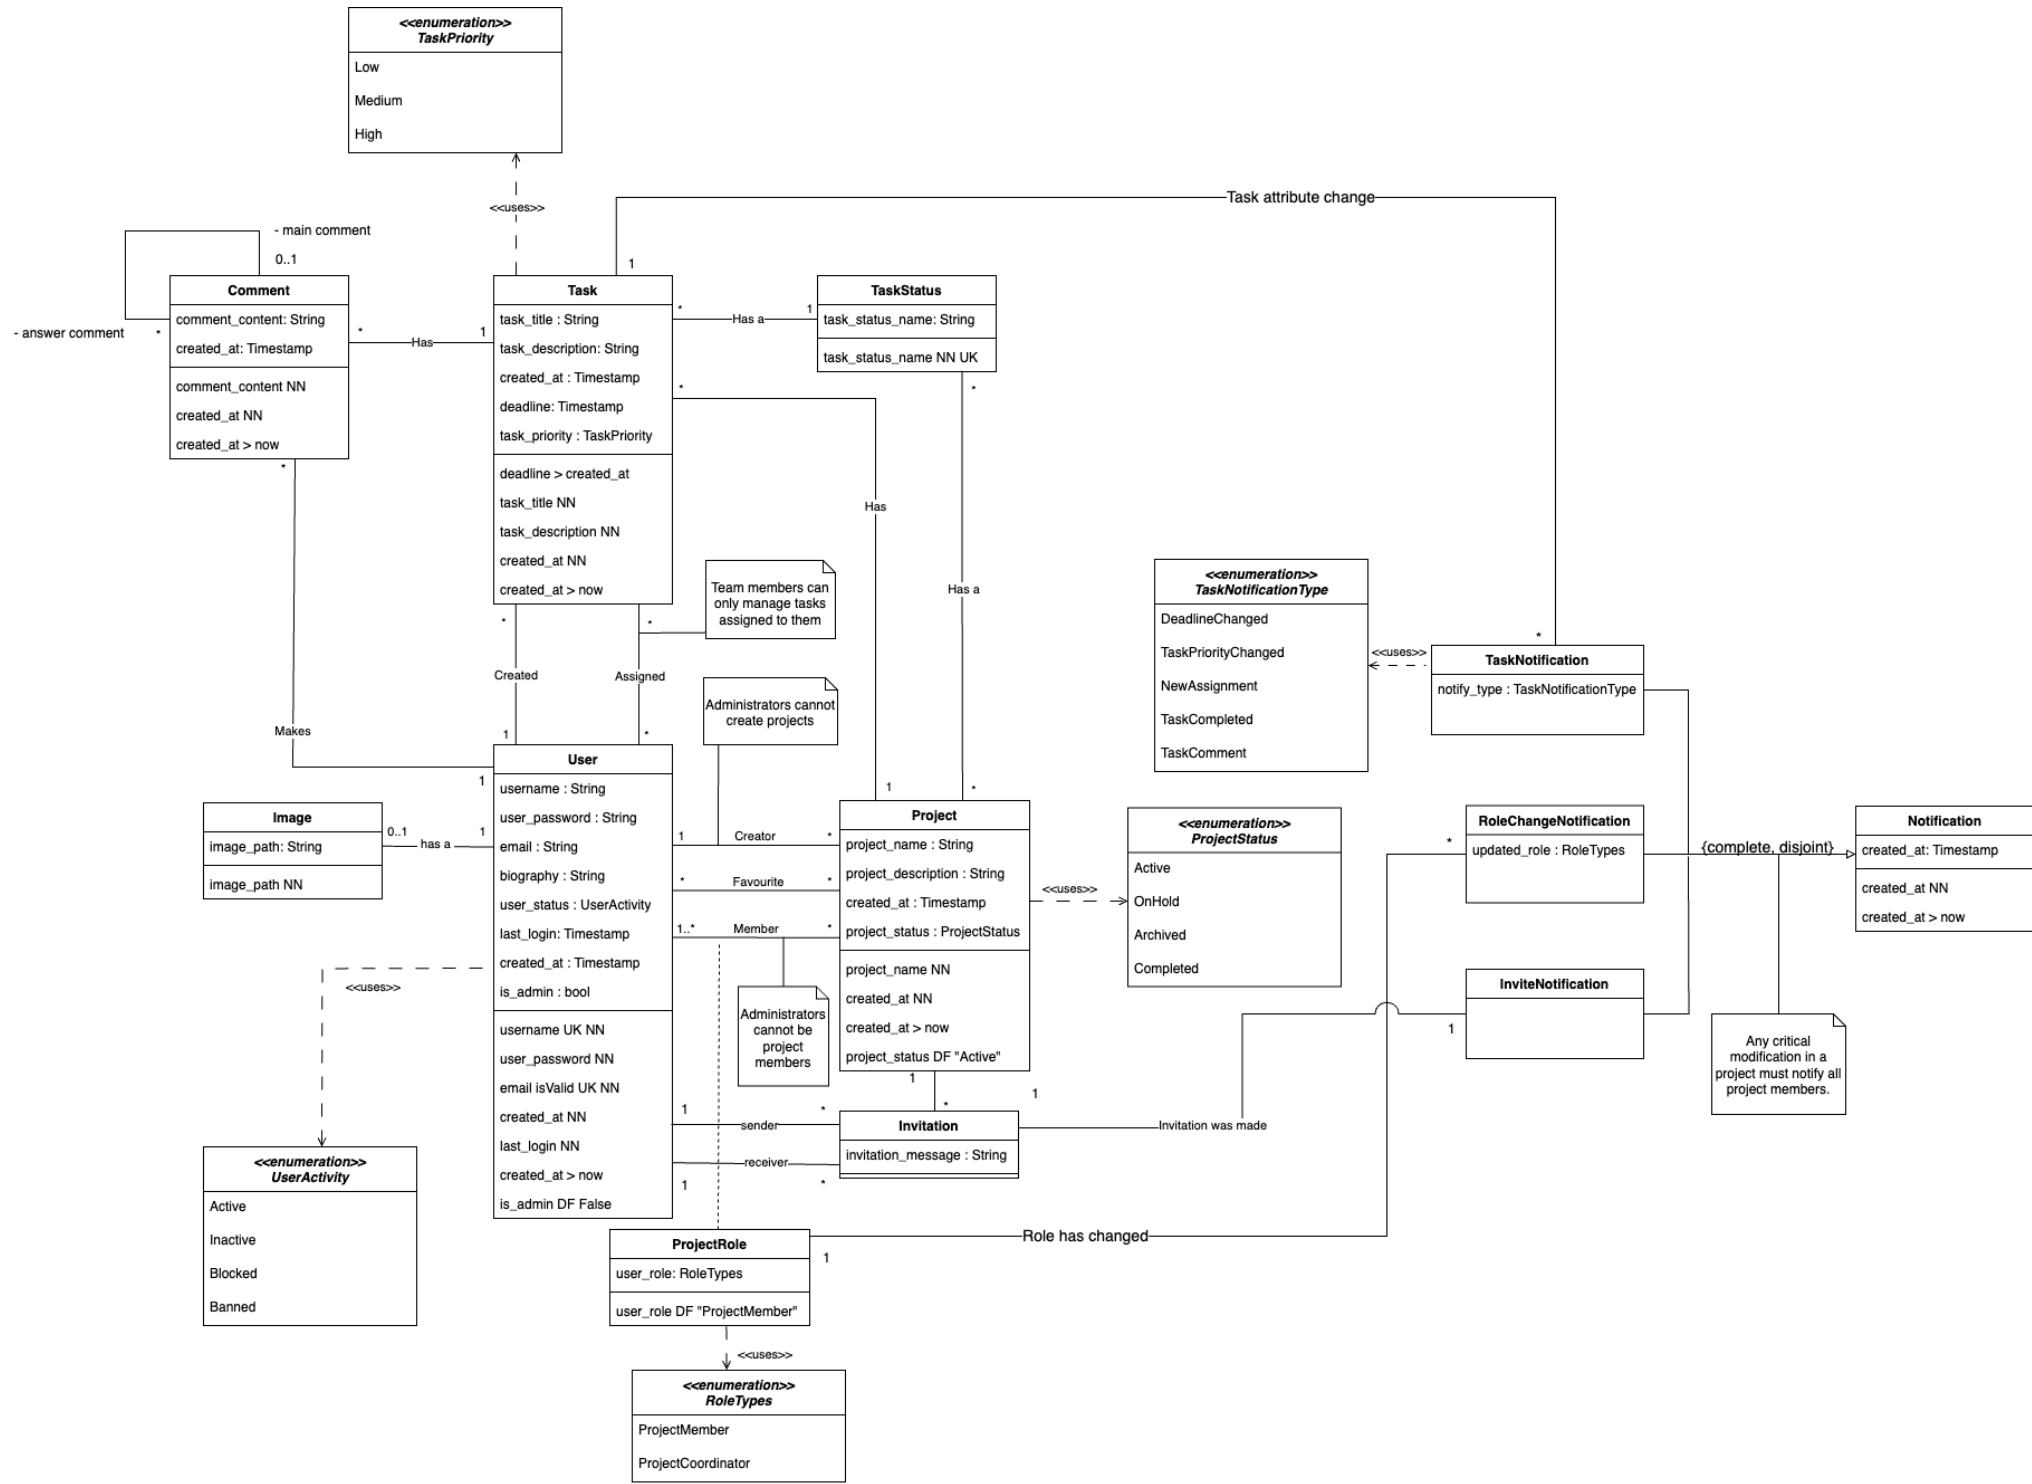 <<enumeration>>
TaskPriority
Low
Medium
High
<<uses>>
Task attribute change
- main comment
0..1
- answer comment
*
Comment
comment_content: String
created_at: Timestamp
comment_content NN
created_at NN
created_at > now
*
Has
1
1
Task
task_title : String
task_description: String
created_at : Timestamp
deadline: Timestamp
task_priority : TaskPriority
deadline > created_at
task_title NN
task_description NN
created_at NN
created_at > now
*
Has a
1
TaskStatus
task_status_name: String
task_status_name NN UK
*
*
Has
Has a
1
*
*
Makes
1
*
Created
1
*
Assigned
*
Team members can
only manage tasks
assigned to them
Administrators cannot
create projects
<<enumeration>>
TaskNotificationType
DeadlineChanged
TaskPriorityChanged
NewAssignment
TaskCompleted
TaskComment
<<uses>>
*
TaskNotification
notify_type : TaskNotificationType
Image
image_path: String
image_path NN
0..1
has a
1
User
username : String
user_password : String
email : String
biography : String
user_status : UserActivity
last_login: Timestamp
created_at : Timestamp
is_admin : bool
username UK NN
user_password NN
email isValid UK NN
created_at NN
last_login NN
created_at > now
is_admin DF False
1
Creator
*
*
Favourite
*
1..*
Member
*
Administrators
cannot be
project
members
Project
project_name : String
project_description : String
created_at : Timestamp
project_status : ProjectStatus
project_name NN
created_at NN
created_at > now
project_status DF "Active"
<<uses>>
<<enumeration>>
ProjectStatus
Active
OnHold
Archived
Completed
*
RoleChangeNotification
updated_role : RoleTypes
{complete, disjoint}
Notification
created_at: Timestamp
created_at NN
created_at > now
InviteNotification
1
Any critical
modification in a
project must notify all
project members.
<<uses>>
<<enumeration>>
UserActivity
Active
Inactive
Blocked
Banned
1
*
1
sender
*
1
receiver
*
Invitation
invitation_message : String
1
Invitation was made
ProjectRole
user_role: RoleTypes
user_role DF "ProjectMember"
1
Role has changed
<<uses>>
<<enumeration>>
RoleTypes
ProjectMember
ProjectCoordinator